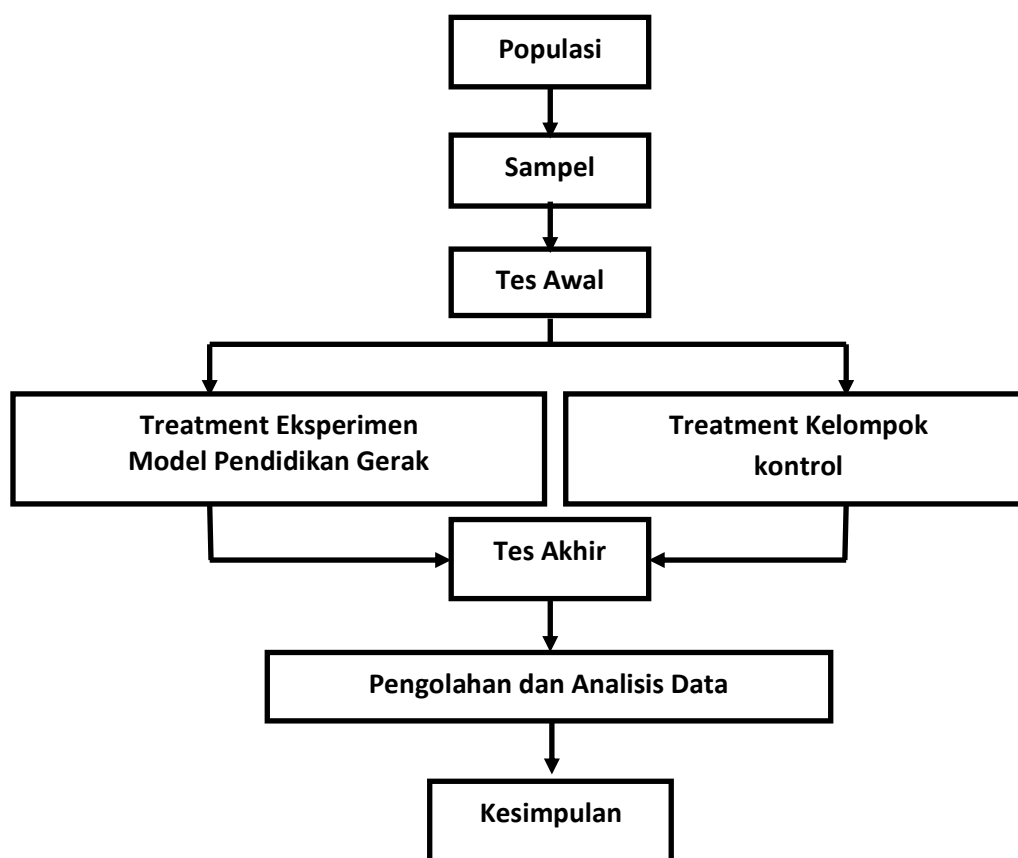 Populasi
Sampel
Tes Awal
Treatment Eksperimen
Model Pendidikan Gerak
Treatment Kelompok
kontrol
Tes Akhir
Pengolahan dan Analisis Data
Kesimpulan